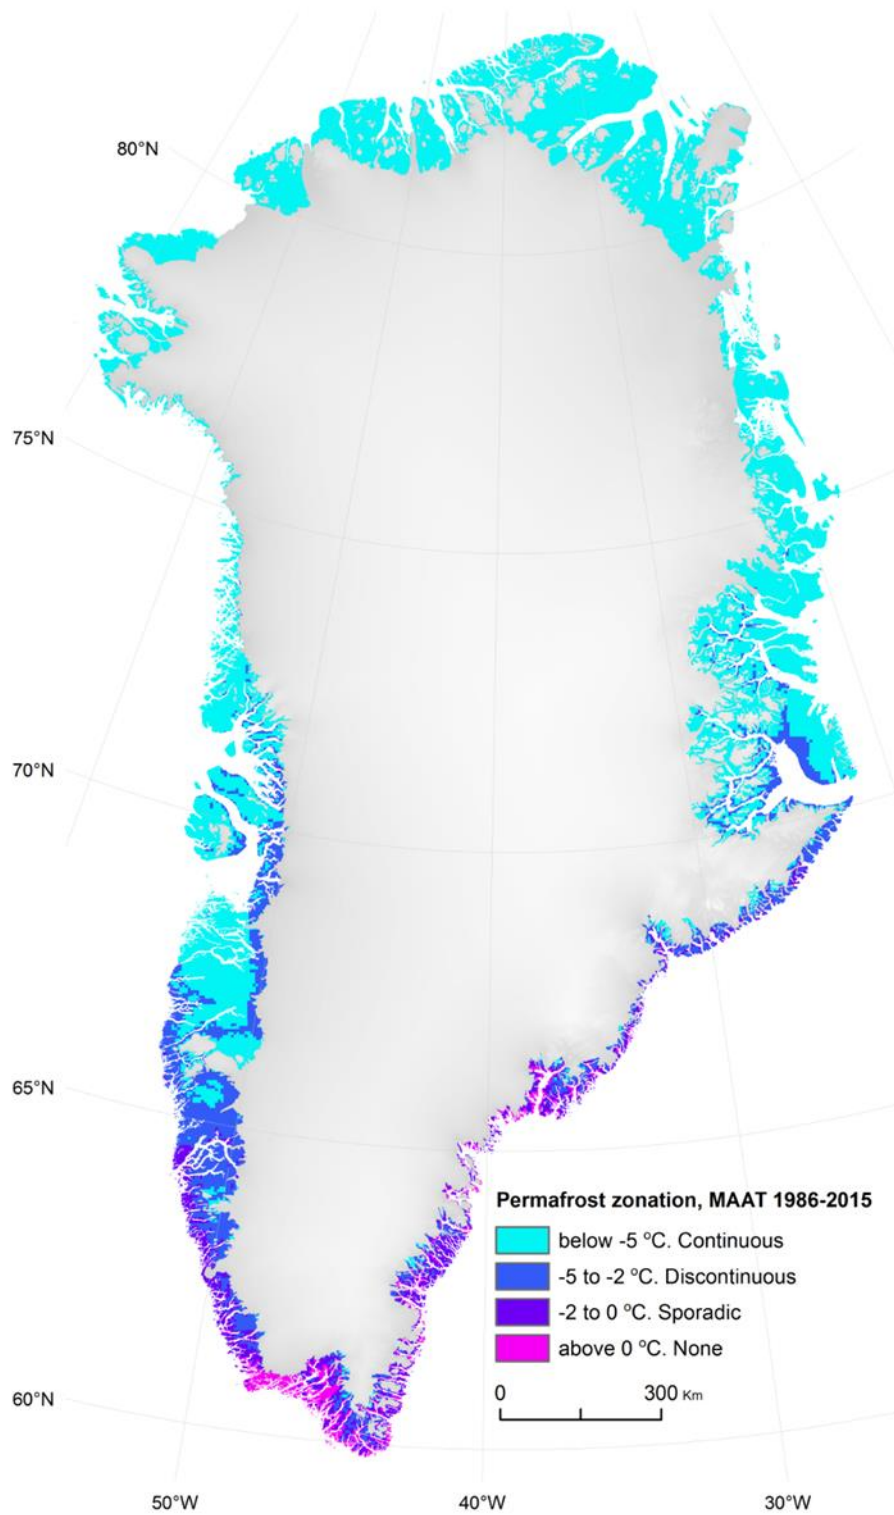 80°N
75°N
70°N
65°N
60°N
Permafrost zonation, MAAT 1986-2015
below -5 °C. Continuous
-5 to -2 °C. Discontinuous
-2 to 0 °C. Sporadic
above 0 °C. None
0 300 Km
50°W 40°W 30°W